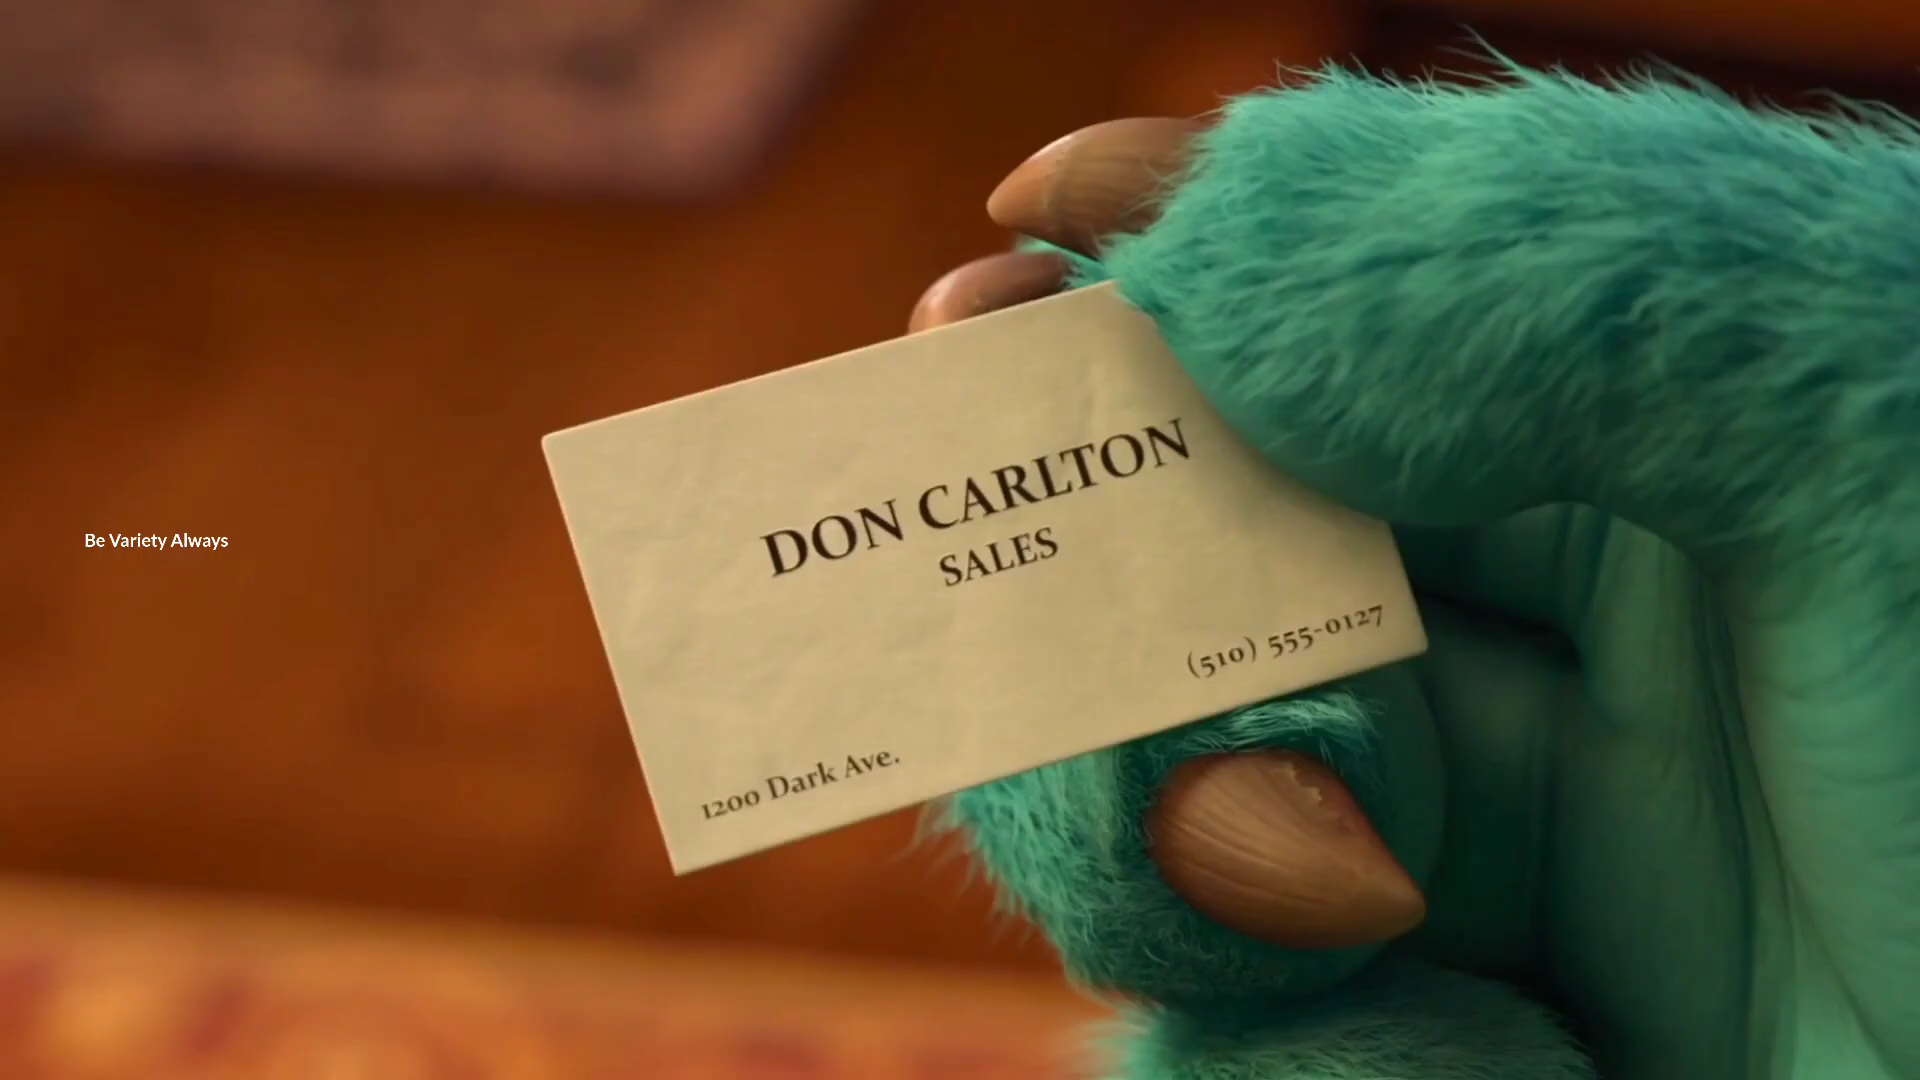 DON CARLTON
SALES
(510) 555-0127
1200 Dark Ave.
Be Variety Always